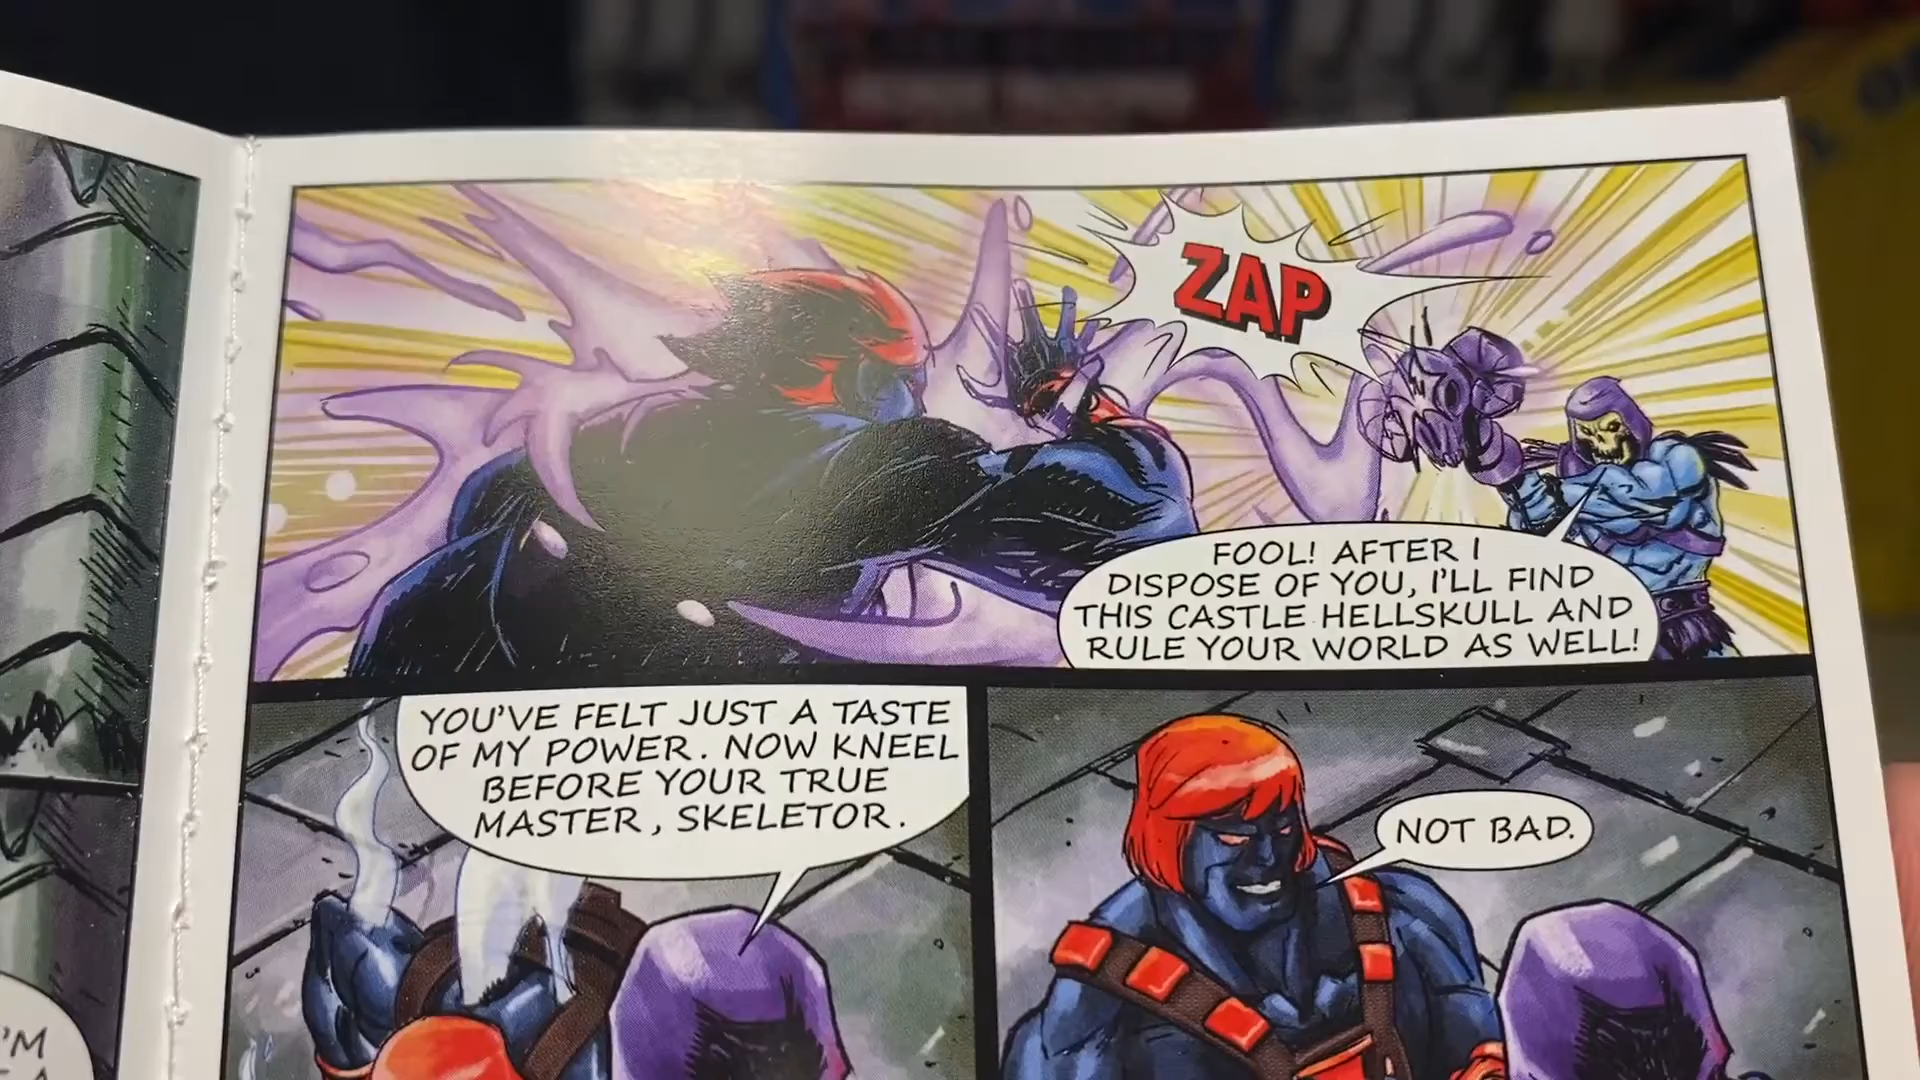 ZAP
FOOL! AFTER I
DISPOSE OF YOU, I'LL FIND
THIS CASTLE HELLSKULL AND
RULE YOUR WORLD AS WELL!
YOU'VE FELT JUST A TASTE
OF MY POWER. NOW KNEEL
BEFORE YOUR TRUE
MASTER, SKELETOR.
NOT BAD.
'M